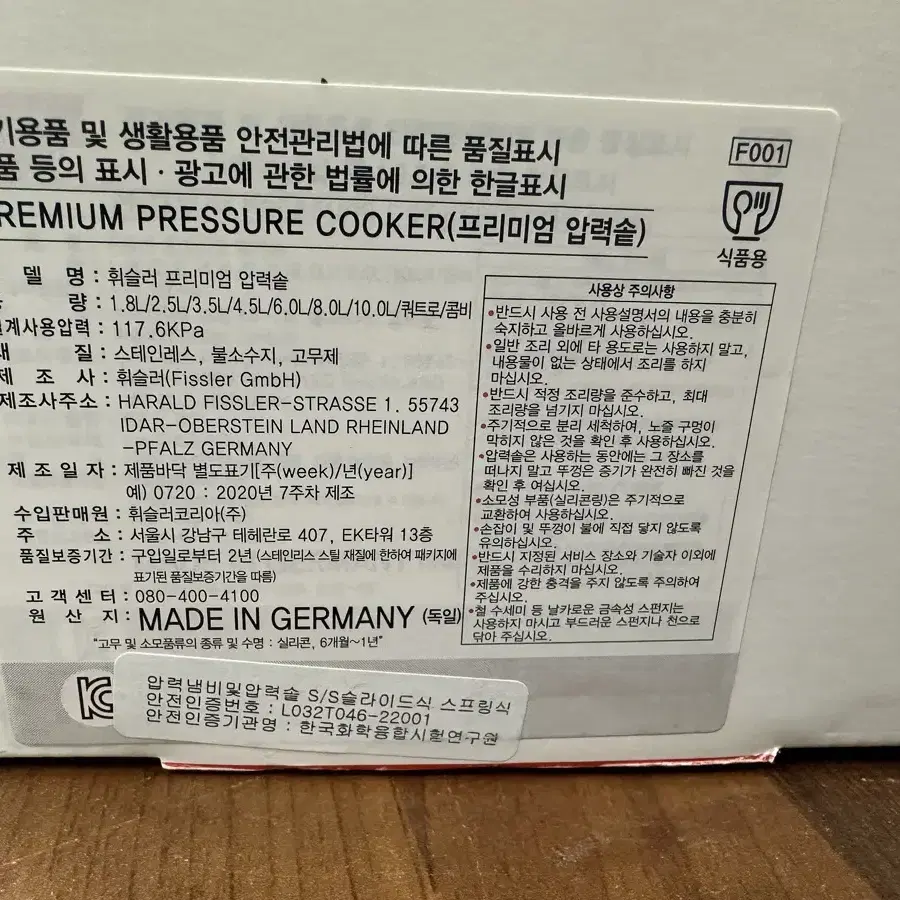 기용품 및 생활용품 안전관리법에 따른 품질표시
품 등의 표시·광고에 관한 법률에 의한 한글표시
REMIUM PRESSURE COOKER(프리미엄 압력솥)
F001
식품용
델 명 : 휘슬러 프리미엄 압력솥
량 : 1.8L/2.5L/3.5L/4.5L/6.0L/8.0L/10.0L/쿼트로/콤비
계사용압력 : 117.6KPa
질 : 스테인레스, 불소수지, 고무제
제 조 사 : 휘슬러(Fissler GmbH)
제조사주소 : HARALD FISSLER-STRASSE 1. 55743
IDAR-OBERSTEIN LAND RHEINLAND
-PFALZ GERMANY
제 조 일 자 : 제품바닥 별도표기[주(week)/년(year)]
예) 0720 : 2020년 7주차 제조
수입판매원 : 휘슬러코리아(주)
주 소 : 서울시 강남구 테헤란로 407, EK타워 13층
품질보증기간 : 구입일로부터 2년 (스테인리스 스틸 재질에 한하여 패키지에
표기된 품질보증기간을 따름)
고 객 센 터 : 080-400-4100
원 산 지 : MADE IN GERMANY (독일)
"고무 및 소모품류의 종류 및 수명 : 실리콘, 6개월~1년"
사용상 주의사항
•반드시 사용 전 사용설명서의 내용을 충분히
숙지하고 올바르게 사용하십시오.
•일반 조리 외에 타 용도로는 사용하지 말고,
내용물이 없는 상태에서 조리를 하지
마십시오.
•반드시 적정 조리량을 준수하고, 최대
조리량을 넘기지 마십시오.
•주기적으로 분리 세척하여, 노즐 구멍이
막히지 않은 것을 확인 후 사용하십시오.
•압력솥은 사용하는 동안에는 그 장소를
떠나지 말고 뚜껑은 증기가 완전히 빠진 것을
확인 후 여십시오.
•소모성 부품(실리콘링)은 주기적으로
교환하여 사용하십시오.
•손잡이 및 뚜껑이 불에 직접 닿지 않도록
유의하십시오.
•반드시 지정된 서비스 장소와 기술자 이외에
제품을 수리하지 마십시오.
•제품에 강한 충격을 주지 않도록 주의하여
주십시오.
•철 수세미 등 날카로운 금속성 스펀지는
사용하지 마시고 부드러운 스펀지나 천으로
닦아 주십시오.
압력냄비및압력솥 S/S슬라이드식 스프링식
안전인증번호 : L032T046-22001
안전인증기관명 : 한국화학융합시험연구원